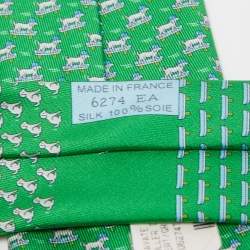 MADE IN FRANCE
6274 EA
SILK 100% SOIE